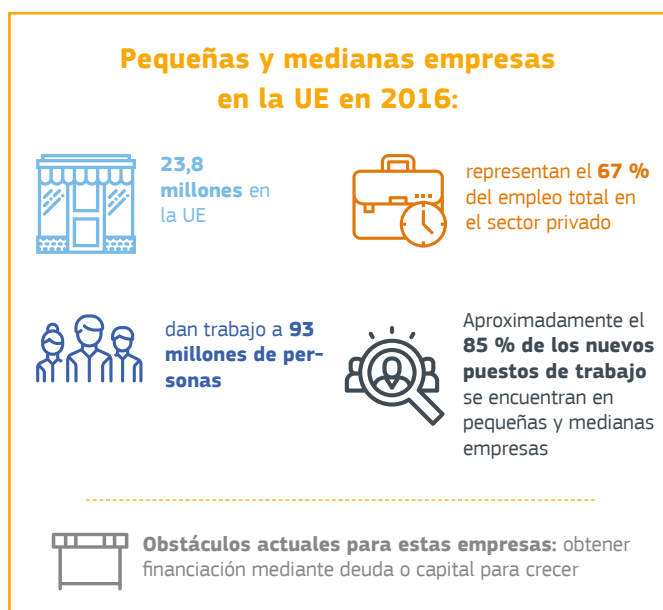 Pequeñas y medianas empresas
en la UE en 2016:
23,8
millones en
la UE
representan el 67 %
del empleo total en
el sector privado
dan trabajo a 93
millones de per-
sonas
Aproximadamente el
85 % de los nuevos
puestos de trabajo
se encuentran en
pequeñas y medianas
empresas
Obstáculos actuales para estas empresas: obtener
financiación mediante deuda o capital para crecer